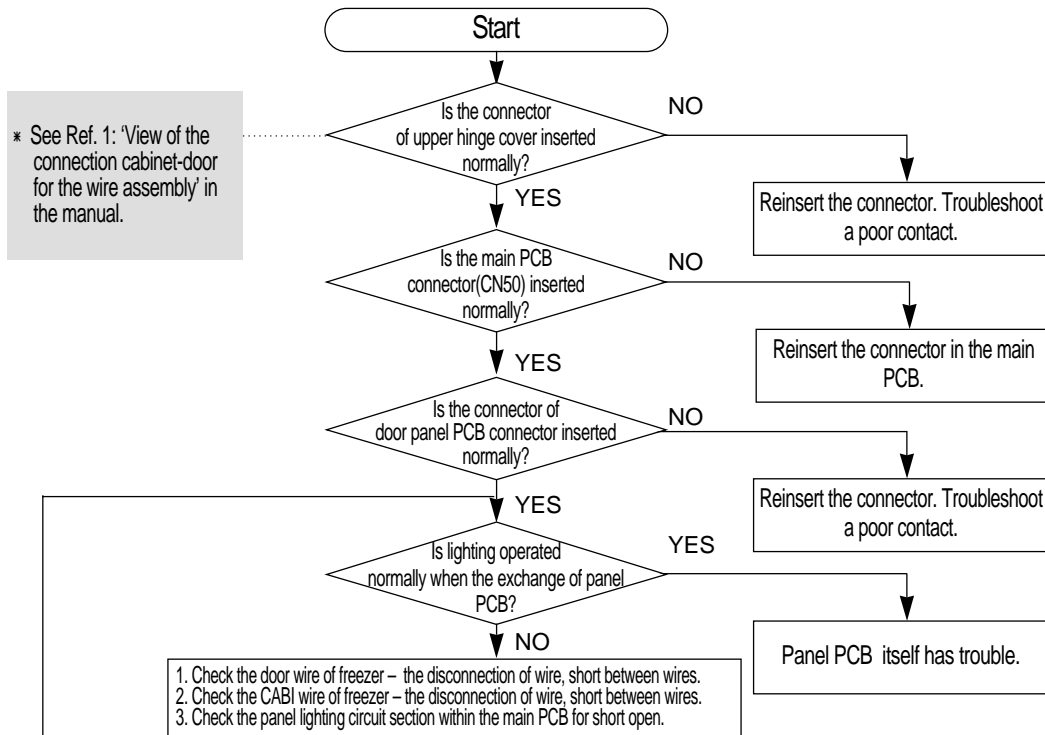 Start
Is the connector
of upper hinge cover inserted
normally?
NO
* See Ref. 1: ‘View of the
connection cabinet-door
for the wire assembly’ in
the manual.
YES
Reinsert the connector. Troubleshoot
a poor contact.
Is the main PCB
connector(CN50) inserted
normally?
NO
YES
Reinsert the connector in the main
PCB.
Is the connector of
door panel PCB connector inserted
normally?
NO
YES
Reinsert the connector. Troubleshoot
a poor contact.
Is lighting operated
normally when the exchange of panel
PCB?
YES
NO
Panel PCB itself has trouble.
1. Check the door wire of freezer – the disconnection of wire, short between wires.
2. Check the CABI wire of freezer – the disconnection of wire, short between wires.
3. Check the panel lighting circuit section within the main PCB for short open.